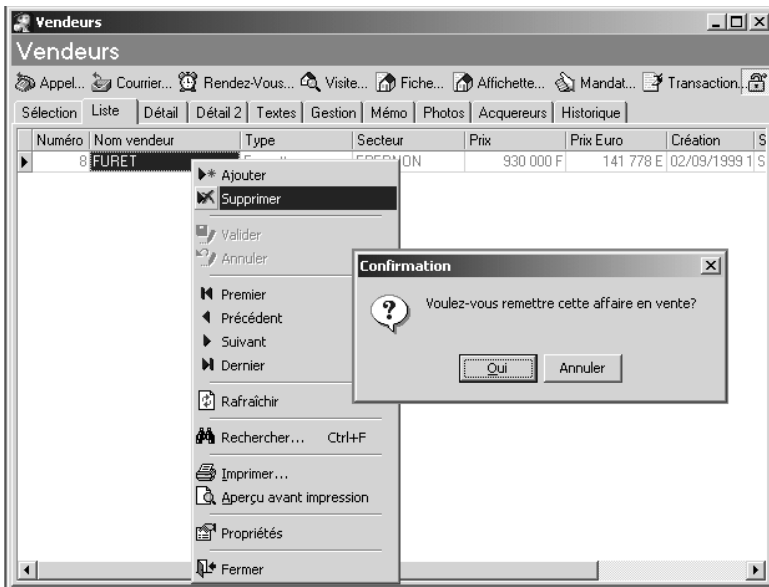 Vendeurs
Vendeurs
Appel... Courrier... Rendez-Vous... Visite... Fiche... Affichette... Mandat... Transaction...
Sélection Liste Détail Détail 2 Textes Gestion Mémo Photos Acquereurs Historique
Numéro Nom vendeur Type Secteur Prix Prix Euro Création S
8 FURET 930 000 F 141 778 E 02/09/1999 1 S
Ajouter
Supprimer
Valider
Annuler
Premier
Précédent
Suivant
Dernier
Rafraîchir
Rechercher... Ctrl+F
Imprimer...
Aperçu avant impression
Propriétés
Fermer
Confirmation
Voulez-vous remettre cette affaire en vente?
Oui Annuler